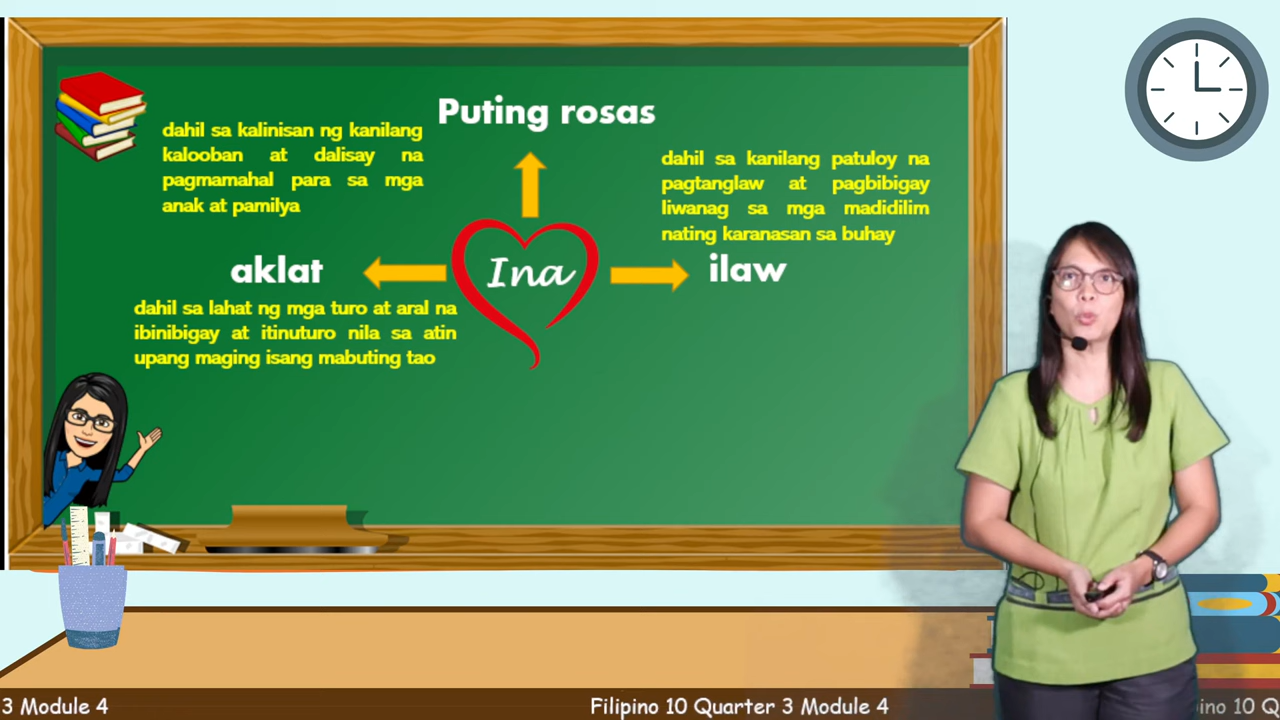 Puting rosas
dahil sa kalinisan ng kanilang
kalooban at dalisay na
pagmamahal para sa mga
anak at pamilya
dahil sa kanilang patuloy na
pagtanglaw at pagbibigay
liwanag sa mga madidilim
nating karanasan sa buhay
aklat
Ina
ilaw
dahil sa lahat ng mga turo at aral na
ibinibigay at itinuturo nila sa atin
upang maging isang mabuting tao
3 Module 4
Filipino 10 Quarter 3 Module 4
ino 10 Q